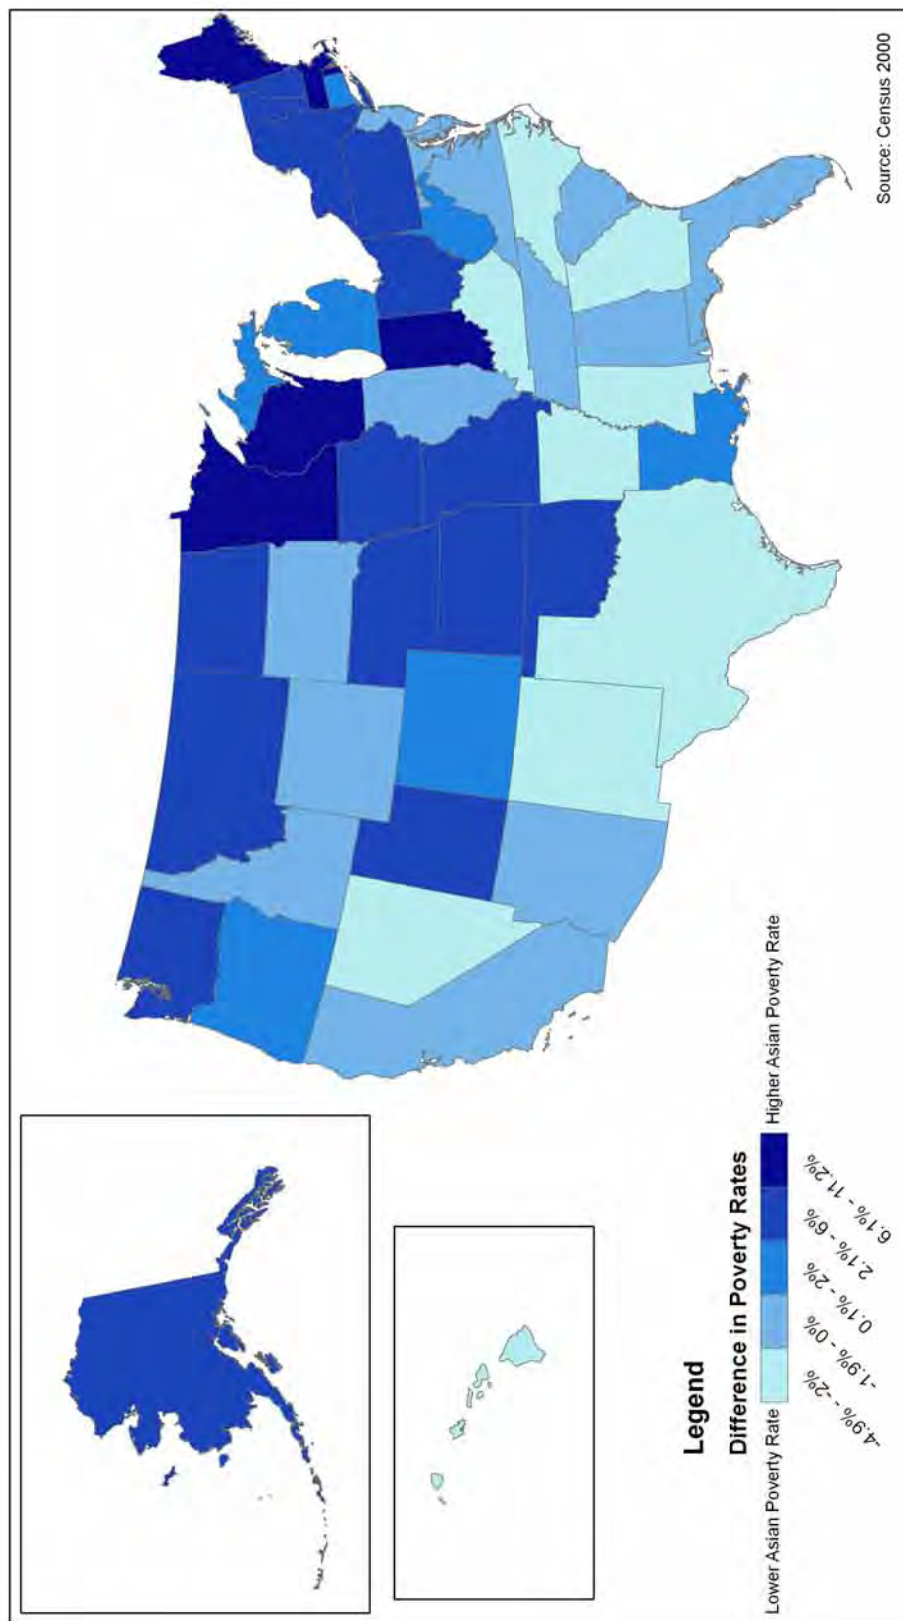 Legend
Difference in Poverty Rates
Lower Asian Poverty Rate
Higher Asian Poverty Rate
-4.9% - -2%
-1.9% - 0%
0.1% - 2%
2.1% - 6%
6.1% - 11.2%
Source: Census 2000